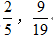 2/5 , 9/19 .